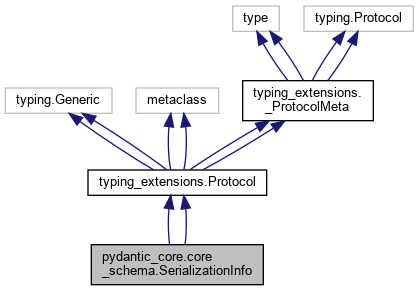 type
typing.Protocol
typing.Generic
metaclass
typing_extensions.
_ProtocolMeta
typing_extensions.Protocol
pydantic_core.core
_schema.SerializationInfo